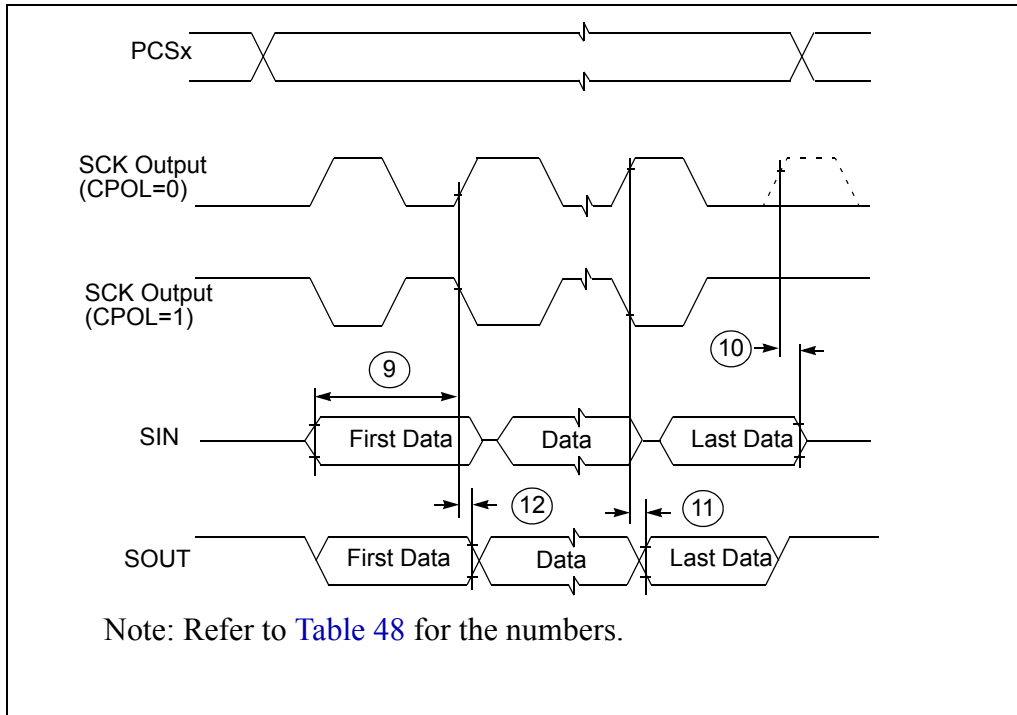 PCSx
SCK Output
(CPOL=0)
SCK Output
(CPOL=1)
10
9
SIN
First Data
Data
Last Data
12
11
SOUT
First Data
Data
Last Data
Note: Refer to Table 48 for the numbers.